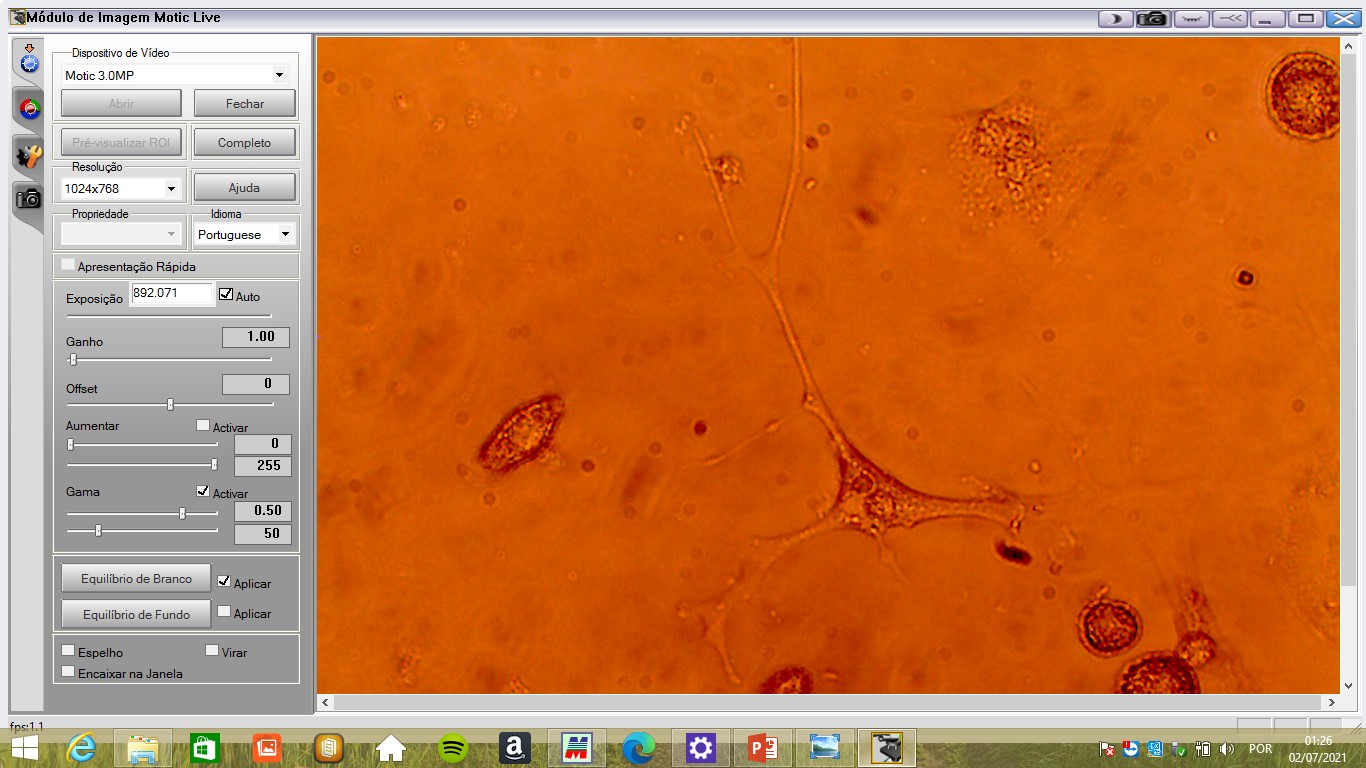 Módulo de Imagem Motic Live
Dispositivo de Vídeo
Motic 3.0MP
Abrir
Fechar
Pré-visualizar ROI
Completo
Resolução
1024x768
Ajuda
Propriedade
Idioma
Portuguese
Apresentação Rápida
Exposição
892.071
Auto
Ganho
1.00
Offset
0
Aumentar
Activar
0
255
Gama
Activar
0.50
50
Equilíbrio de Branco
Aplicar
Equilíbrio de Fundo
Aplicar
Espelho
Virar
Encaixar na Janela
fps:1.1
POR
01:26
02/07/2021